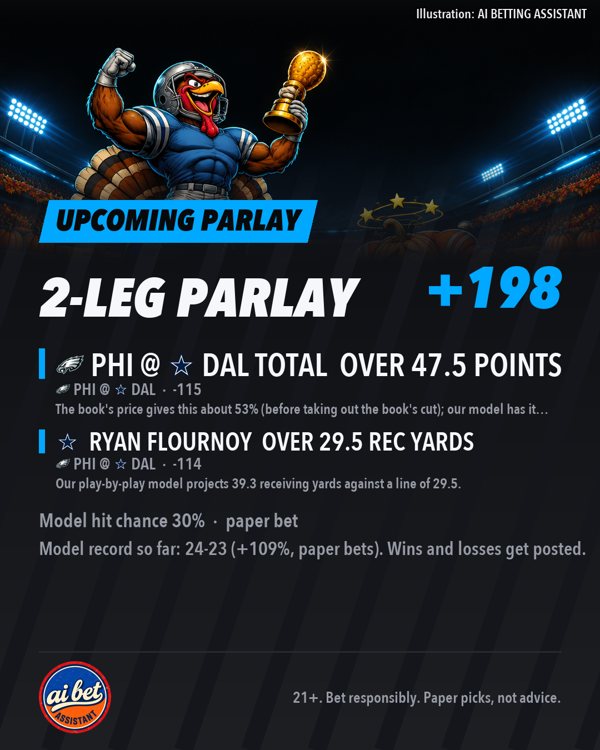 Illustration: AI BETTING ASSISTANT
UPCOMING PARLAY
2-LEG PARLAY
+198
PHI @ DAL TOTAL OVER 47.5 POINTS
PHI @ DAL · -115
The book's price gives this about 53% (before taking out the book's cut); our model has it…
RYAN FLOURNOY OVER 29.5 REC YARDS
PHI @ DAL · -114
Our play-by-play model projects 39.3 receiving yards against a line of 29.5.
Model hit chance 30% · paper bet
Model record so far: 24-23 (+109%, paper bets). Wins and losses get posted.
ai bet
ASSISTANT
21+. Bet responsibly. Paper picks, not advice.